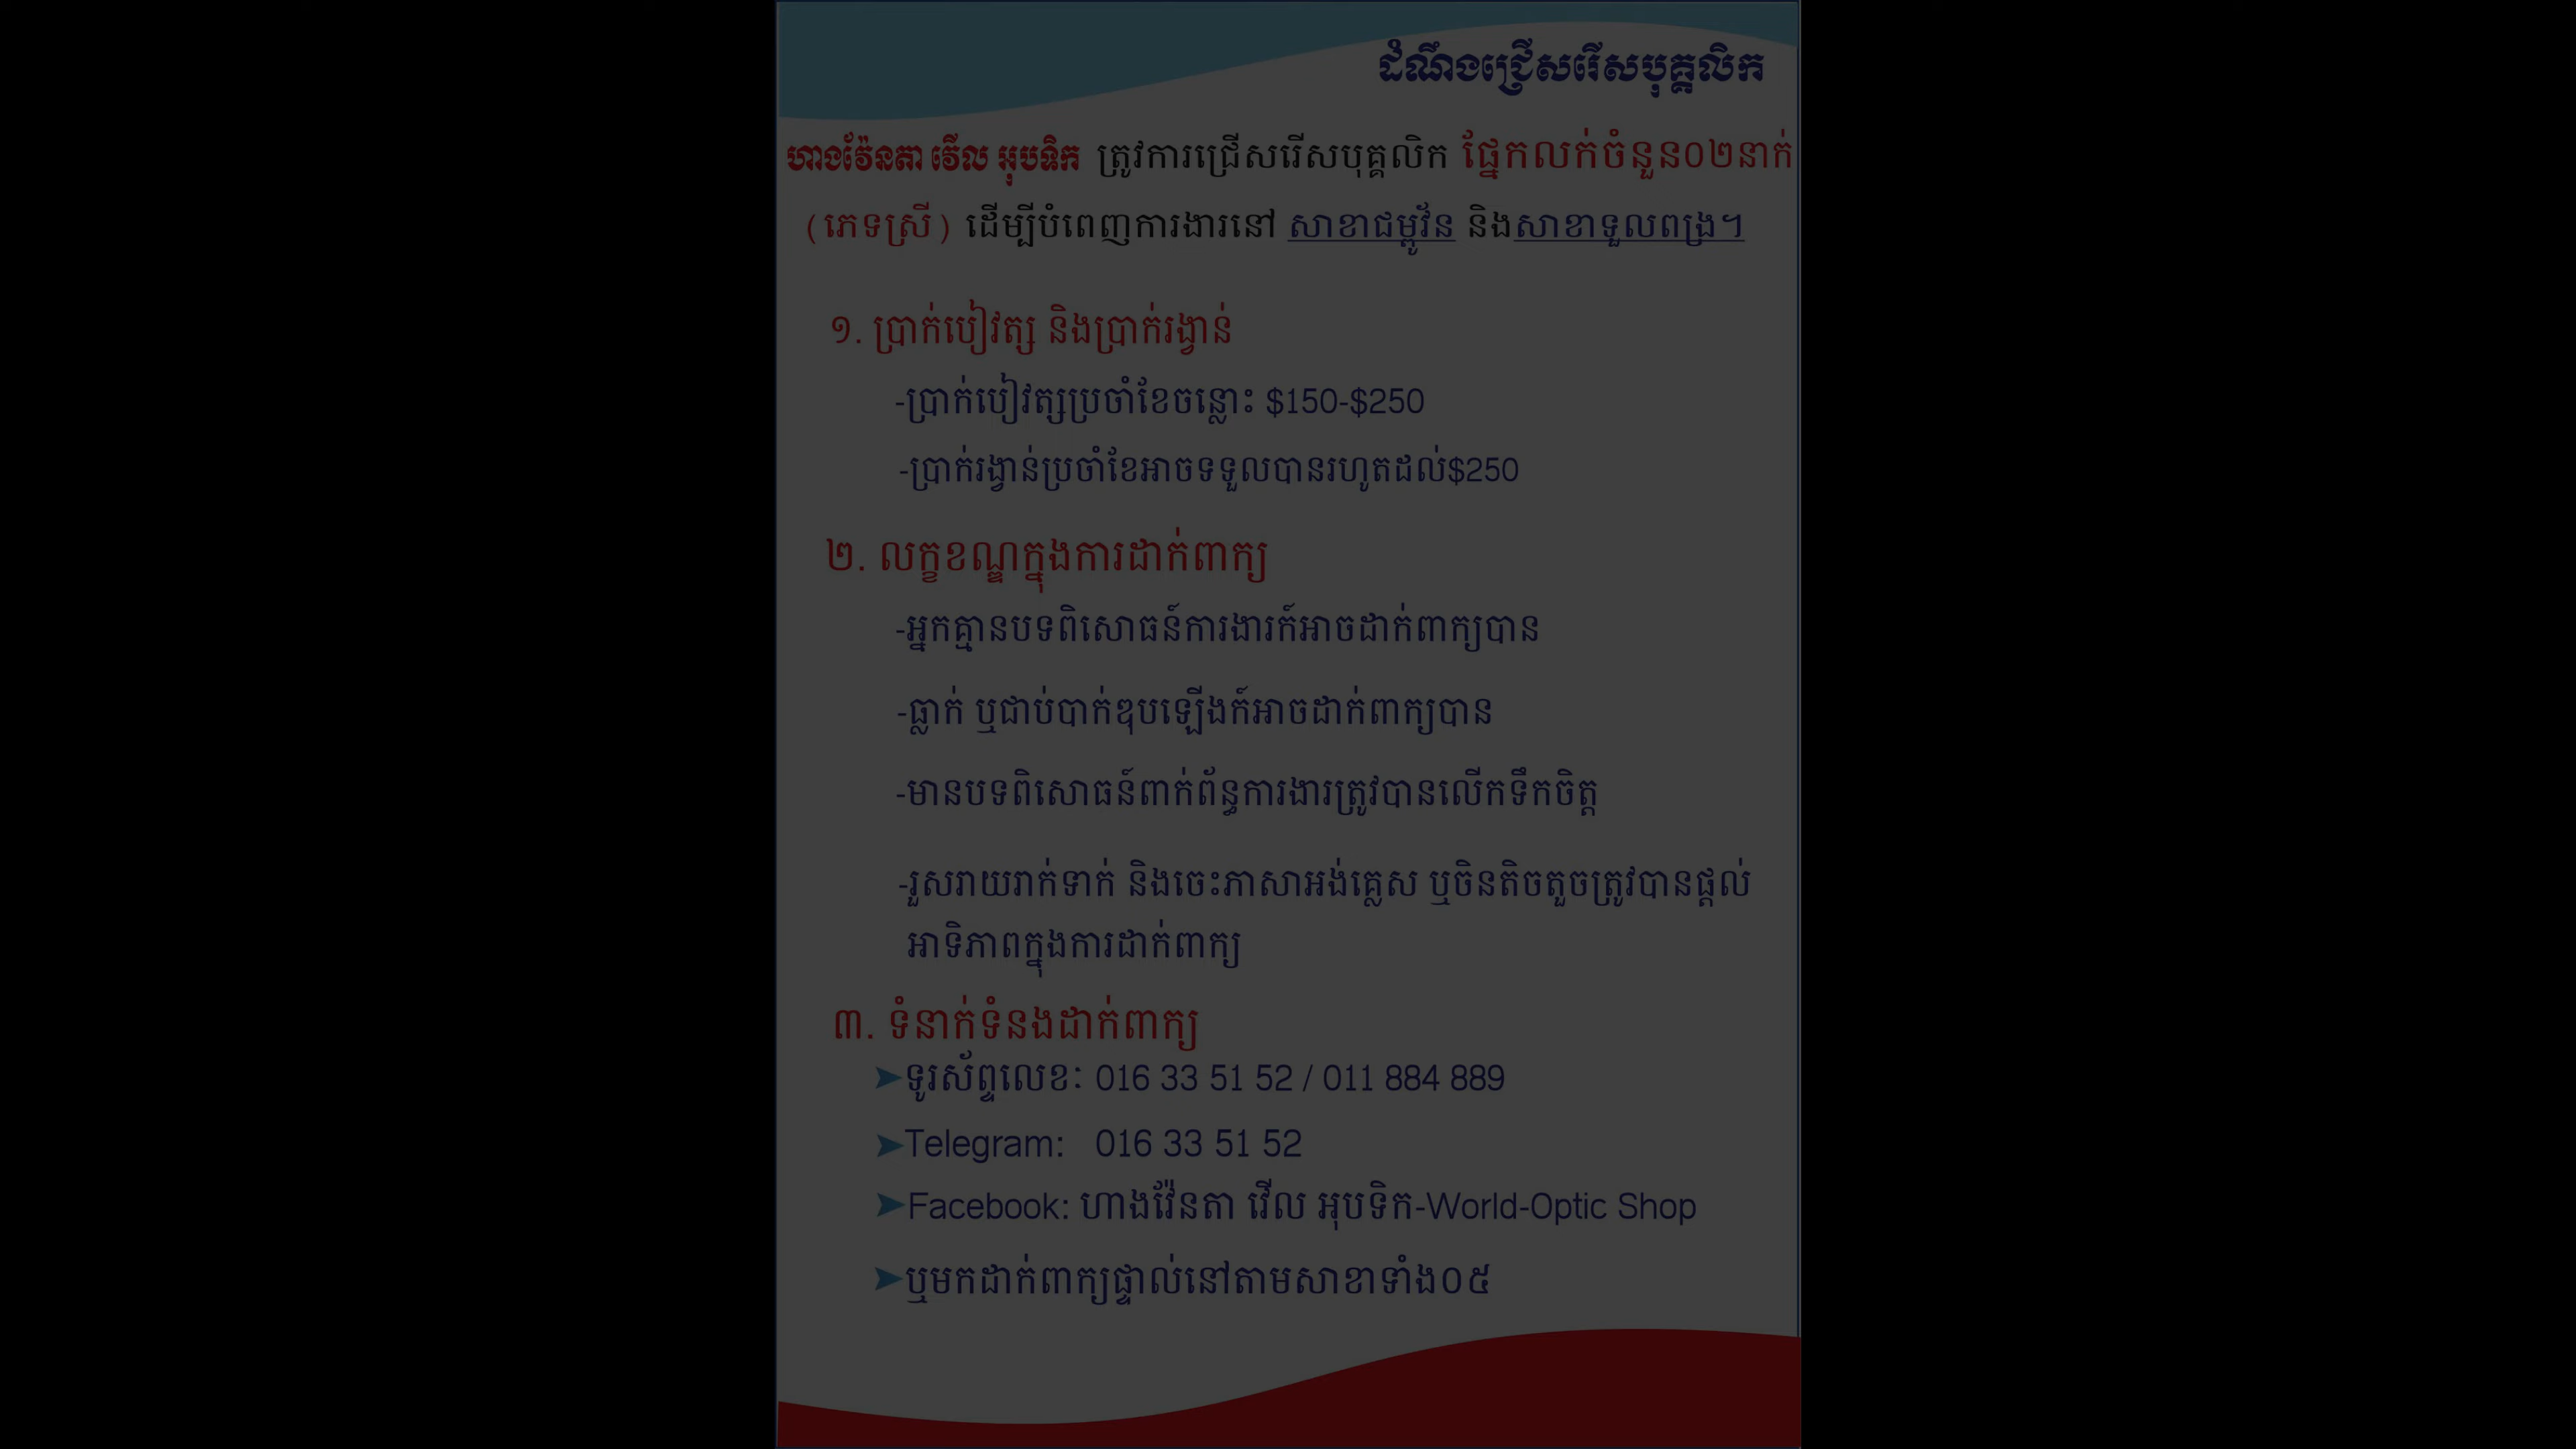 ដំណឹងជ្រើសរើសបុគ្គលិក
ហាងវ៉ែនតា វើល អុបទិក ត្រូវការជ្រើសរើសបុគ្គលិក ផ្នែកលក់ចំនួន០២នាក់
(ភេទស្រី) ដើម្បីបំពេញការងារនៅ សាខាជម្ពូវ័ន និងសាខាទួលពង្រ។
១. ប្រាក់បៀវត្ស និងប្រាក់រង្វាន់
-ប្រាក់បៀវត្សប្រចាំខែចន្លោះ $150-$250
-ប្រាក់រង្វាន់ប្រចាំខែអាចទទួលបានរហូតដល់$250
២. លក្ខខណ្ឌក្នុងការដាក់ពាក្យ
-អ្នកគ្មានបទពិសោធន៍ការងារក៍អាចដាក់ពាក្យបាន
-ធ្លាក់ ឬជាប់បាក់ឌុបឡើងក៍អាចដាក់ពាក្យបាន
-មានបទពិសោធន៍ពាក់ព័ន្ធការងារត្រូវបានលើកទឹកចិត្ត
-រួសរាយរាក់ទាក់ និងចេះភាសាអង់គ្លេស ឬចិនតិចតួចត្រូវបានផ្តល់
អាទិភាពក្នុងការដាក់ពាក្យ
៣. ទំនាក់ទំនងដាក់ពាក្យ
➤ទូរស័ព្ទលេខ: 016 33 51 52 / 011 884 889
➤Telegram: 016 33 51 52
➤Facebook: ហាងវ៉ែនតា វើល អុបទិក-World-Optic Shop
➤ឬមកដាក់ពាក្យផ្ទាល់នៅតាមសាខាទាំង០៥